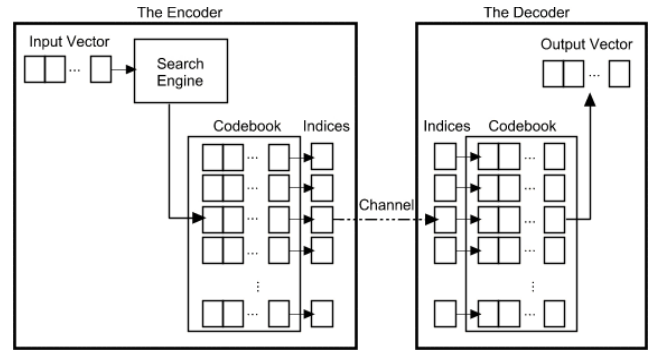 The Encoder
The Decoder
Input Vector
...
Search
Engine
Output Vector
...
Codebook
Indices
Indices
Codebook
...
...
...
...
...
...
Channel
...
...
...
...
⋮
⋮
...
...